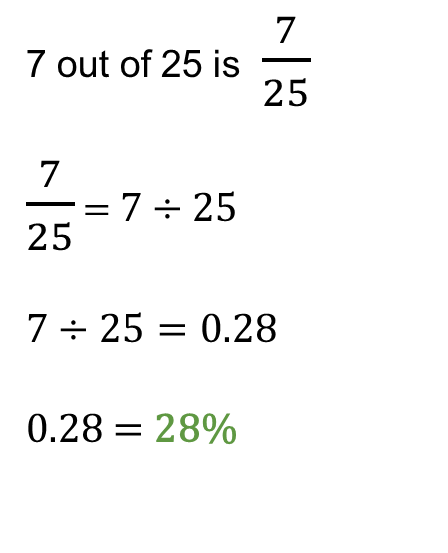 7 out of 25 is 7/25
7/25 = 7 ÷ 25
7 ÷ 25 = 0.28
0.28 = 28%